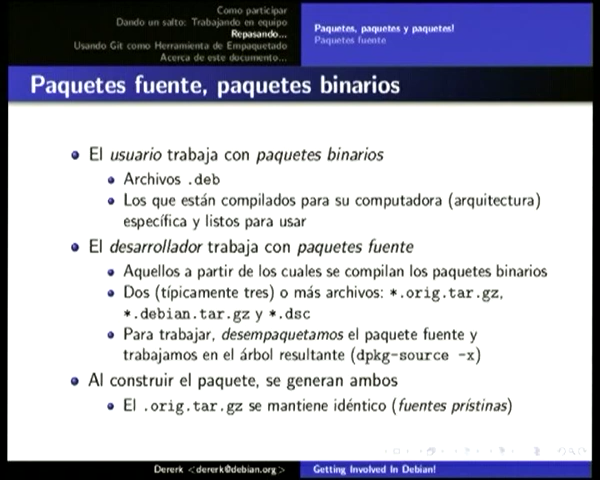 Como participar
Dando un salto: Trabajando en equipo
Repasando...
Usando Git como Herramienta de Empaquetado
Acerca de este documento...
Paquetes, paquetes y paquetes!
Paquetes fuente
Paquetes fuente, paquetes binarios
El usuario trabaja con paquetes binarios
Archivos .deb
Los que están compilados para su computadora (arquitectura)
específica y listos para usar
El desarrollador trabaja con paquetes fuente
Aquellos a partir de los cuales se compilan los paquetes binarios
Dos (típicamente tres) o más archivos: *.orig.tar.gz,
*.debian.tar.gz y *.dsc
Para trabajar, desempaquetamos el paquete fuente y
trabajamos en el árbol resultante (dpkg-source -x)
Al construir el paquete, se generan ambos
El .orig.tar.gz se mantiene idéntico (fuentes prístinas)
Dererk <dererk@debian.org>
Getting Involved In Debian!